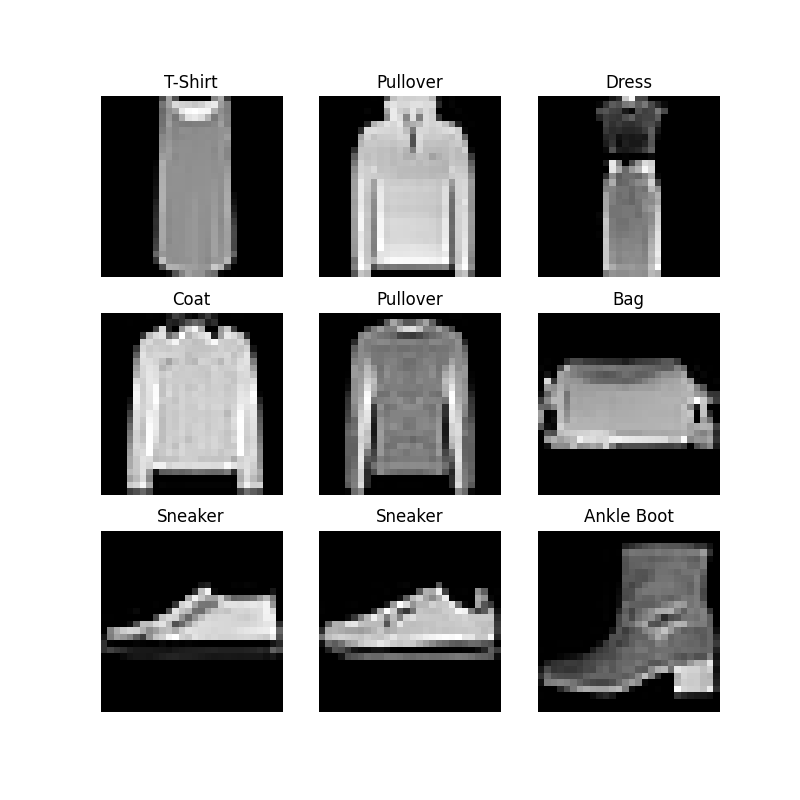 T-Shirt
Pullover
Dress
Coat
Pullover
Bag
Sneaker
Sneaker
Ankle Boot